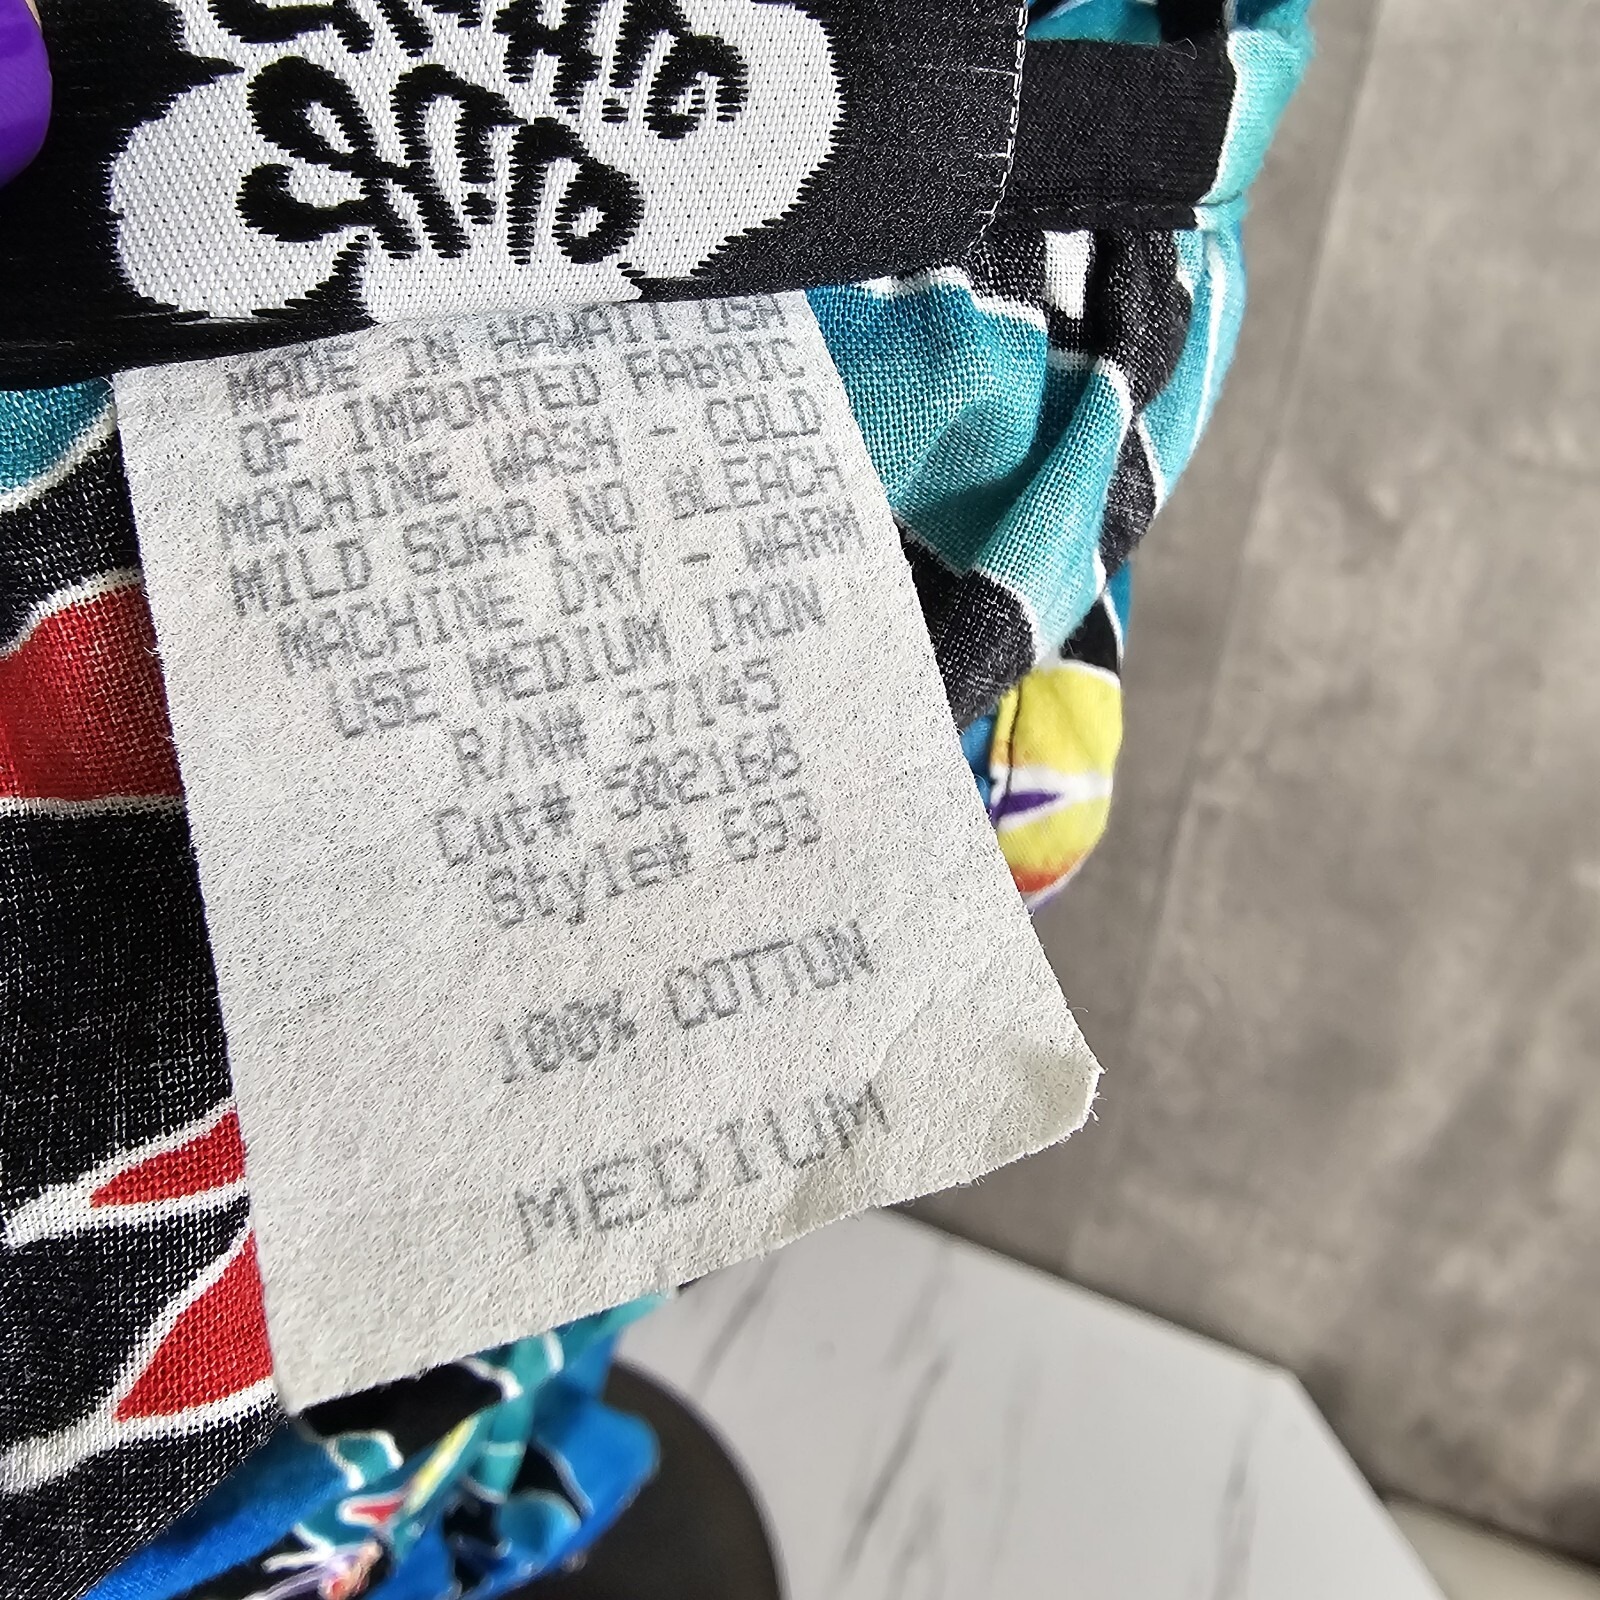 MADE IN HAWAII USA
OF IMPORTED FABRIC
MACHINE WASH - COLD
MILD SOAP, NO BLEACH
MACHINE DRY - WARM
USE MEDIUM IRON
R/N# 37145
Cut# 502168
Style# 693
100% COTTON
MEDIUM